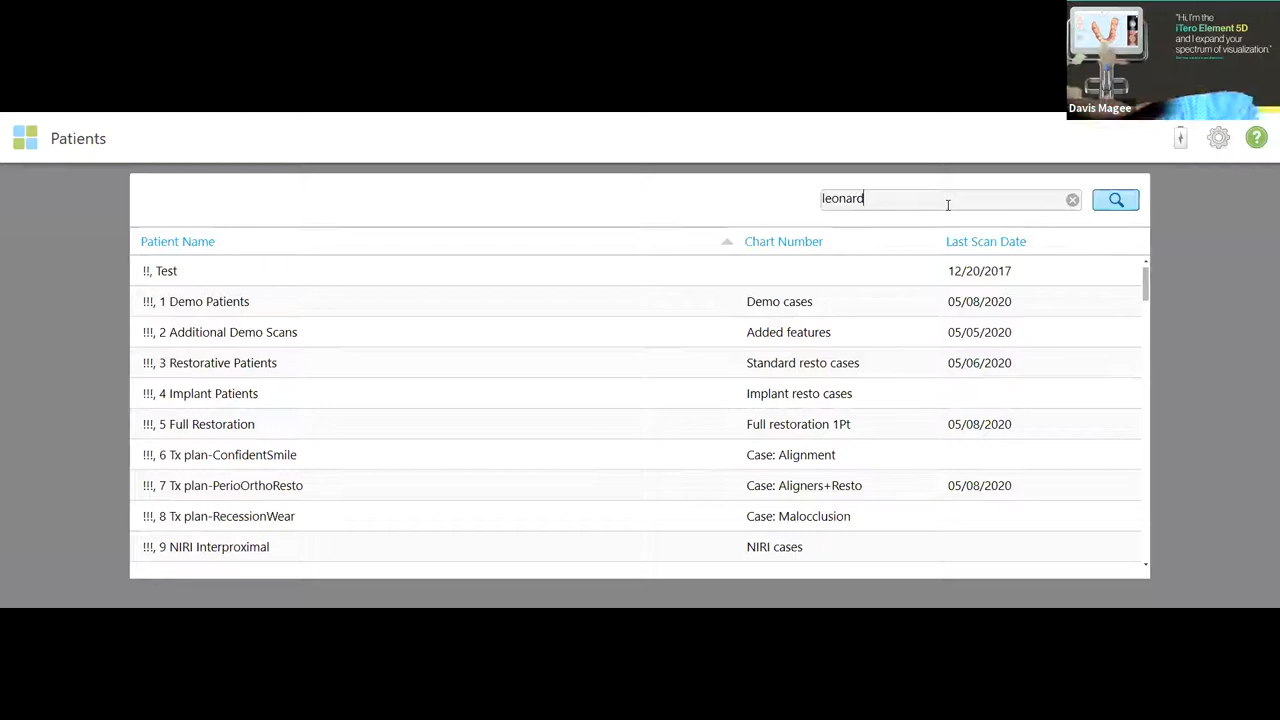 "Hi, I'm the
iTero Element 5D
and I expand your
spectrum of visualization."
Davis Magee
Patients
leonard
Patient Name Chart Number Last Scan Date
!!, Test 12/20/2017
!!!, 1 Demo Patients Demo cases 05/08/2020
!!!, 2 Additional Demo Scans Added features 05/05/2020
!!!, 3 Restorative Patients Standard resto cases 05/06/2020
!!!, 4 Implant Patients Implant resto cases
!!!, 5 Full Restoration Full restoration 1Pt 05/08/2020
!!!, 6 Tx plan-ConfidentSmile Case: Alignment
!!!, 7 Tx plan-PerioOrthoResto Case: Aligners+Resto 05/08/2020
!!!, 8 Tx plan-RecessionWear Case: Malocclusion
!!!, 9 NIRI Interproximal NIRI cases